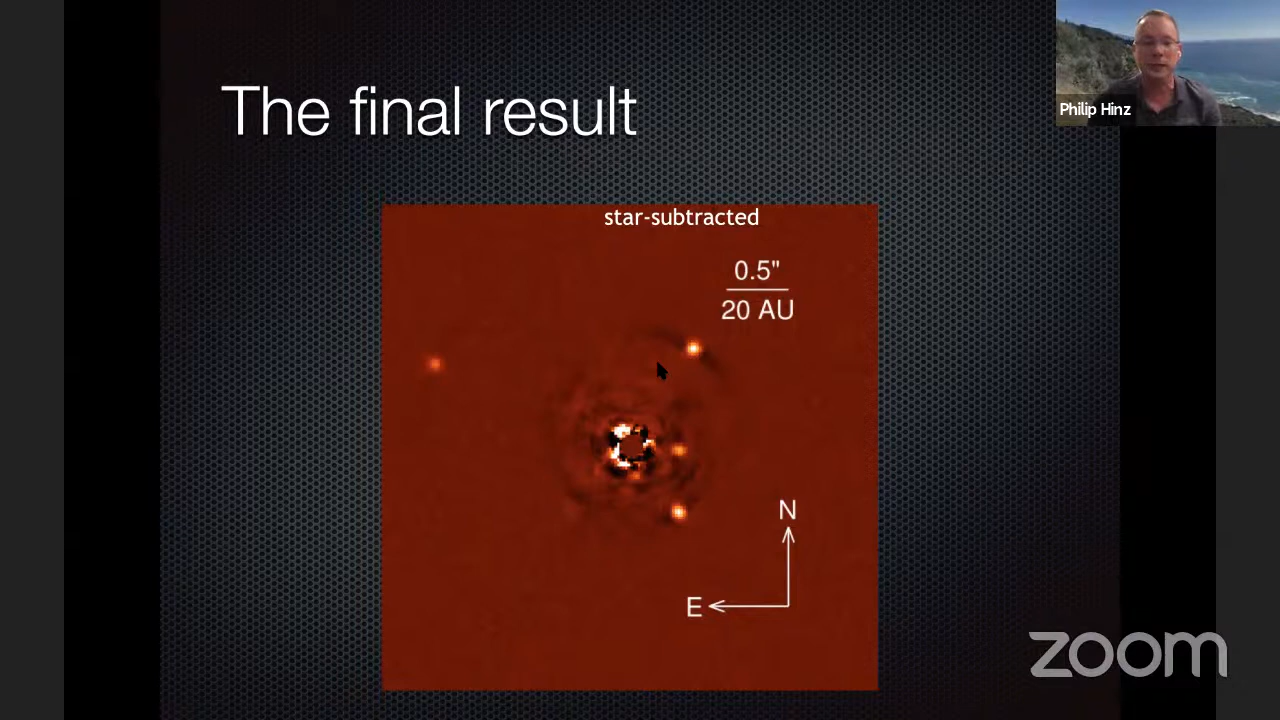 The final result
Philip Hinz
star-subtracted
0.5"
20 AU
N
E
zoom